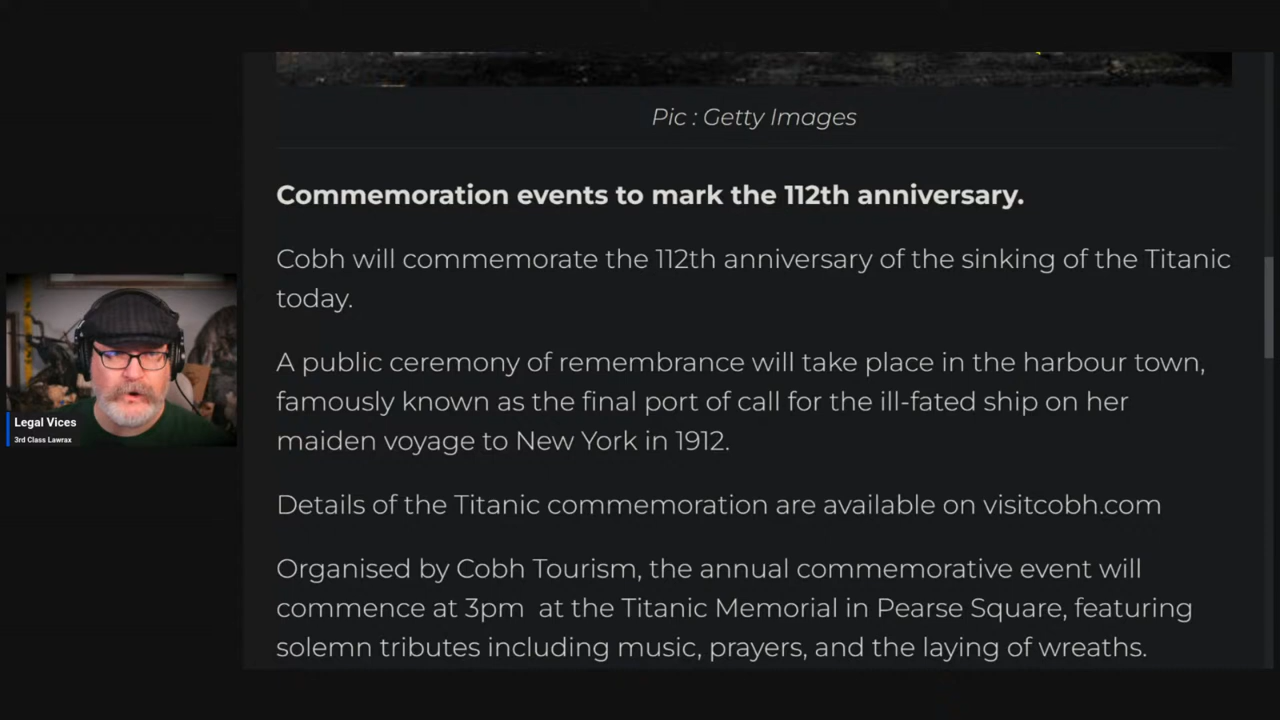 Pic : Getty Images
Commemoration events to mark the 112th anniversary.
Cobh will commemorate the 112th anniversary of the sinking of the Titanic
today.
A public ceremony of remembrance will take place in the harbour town,
famously known as the final port of call for the ill-fated ship on her
maiden voyage to New York in 1912.
Details of the Titanic commemoration are available on visitcobh.com
Organised by Cobh Tourism, the annual commemorative event will
commence at 3pm  at the Titanic Memorial in Pearse Square, featuring
solemn tributes including music, prayers, and the laying of wreaths.
Legal Vices
3rd Class Lawrax